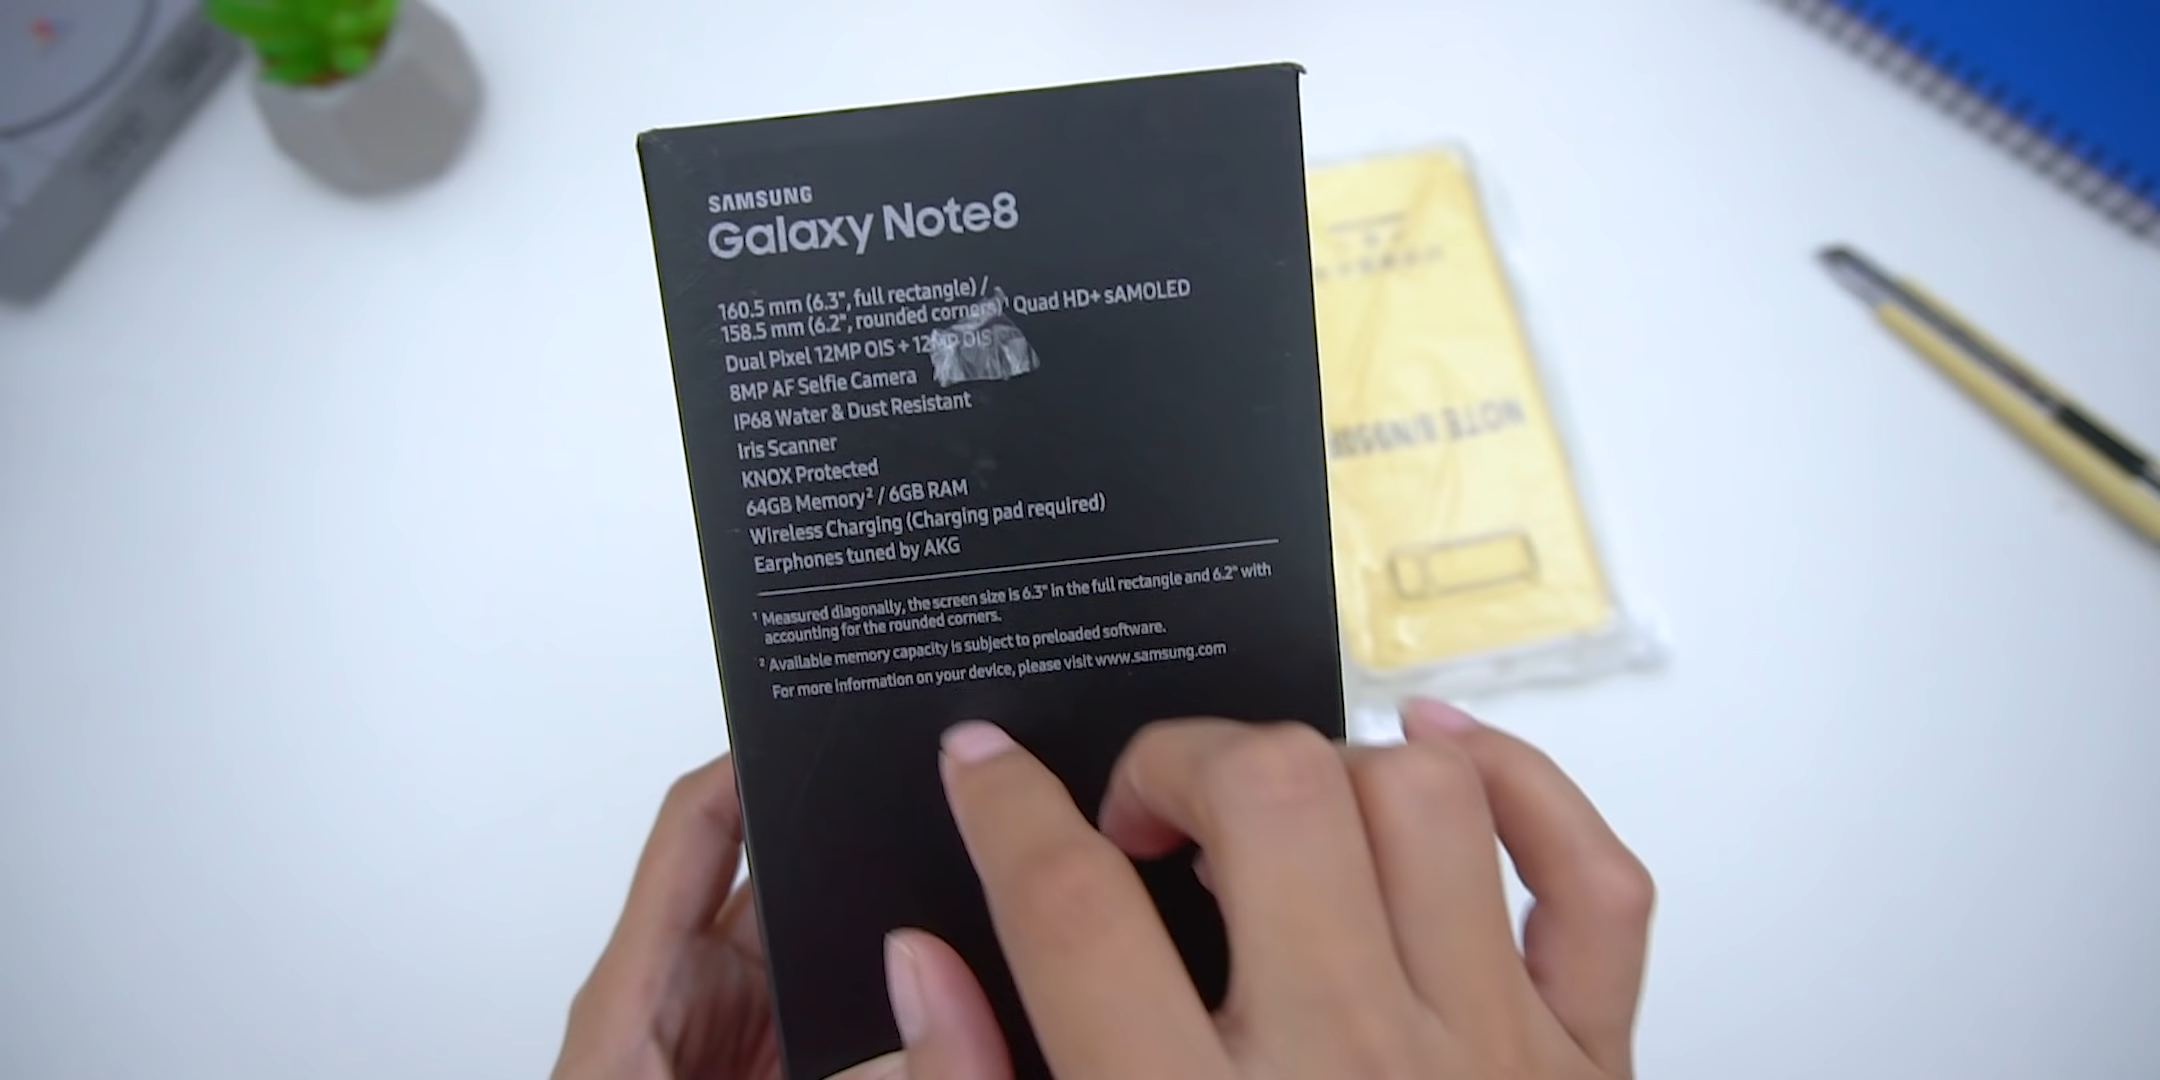 SAMSUNG
Galaxy Note8
160.5 mm (6.3", full rectangle) /
158.5 mm (6.2", rounded corners)¹ Quad HD+ sAMOLED
Dual Pixel 12MP OIS + 12MP OIS
8MP AF Selfie Camera
IP68 Water & Dust Resistant
Iris Scanner
KNOX Protected
64GB Memory² / 6GB RAM
Wireless Charging (Charging pad required)
Earphones tuned by AKG
¹ Measured diagonally, the screen size is 6.3" in the full rectangle and 6.2" with
accounting for the rounded corners.
² Available memory capacity is subject to preloaded software.
For more information on your device, please visit www.samsung.com
NOTE